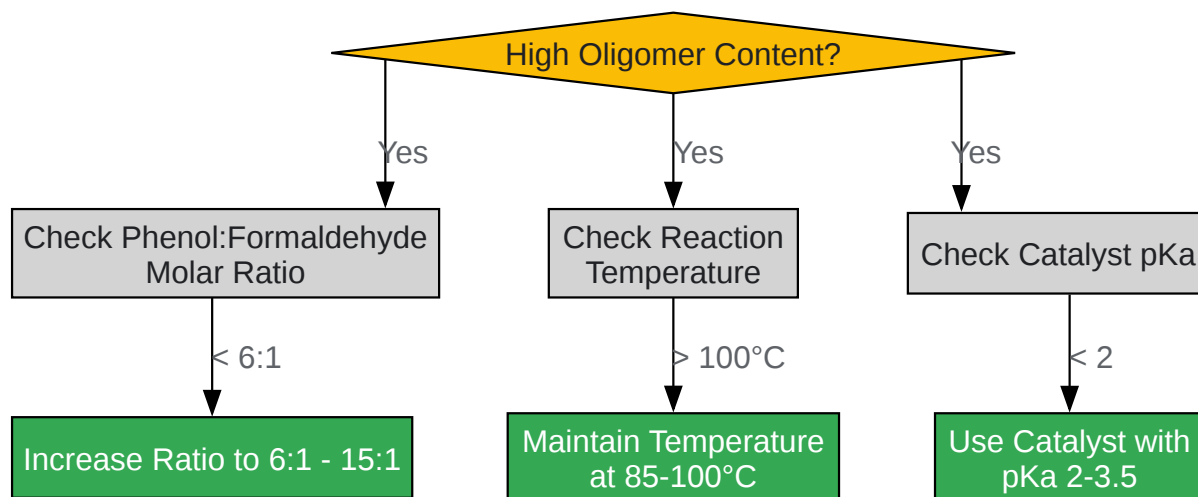 High Oligomer Content?
Yes
Yes
Yes
Check Phenol:Formaldehyde
Molar Ratio
Check Reaction
Temperature
Check Catalyst pKa
< 6:1
> 100°C
< 2
Increase Ratio to 6:1 - 15:1
Maintain Temperature
at 85-100°C
Use Catalyst with
pKa 2-3.5